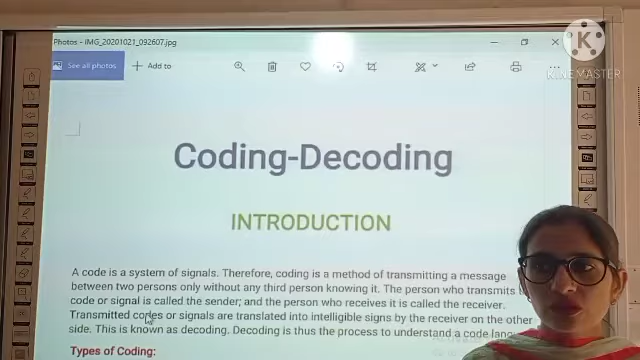 Photos - IMG_20201021_092607.jpg
See all photos + Add to
KINEMASTER
Coding-Decoding
INTRODUCTION
A code is a system of signals. Therefore, coding is a method of transmitting a message
between two persons only without any third person knowing it. The person who transmits
code or signal is called the sender; and the person who receives it is called the receiver.
Transmitted codes or signals are translated into intelligible signs by the receiver on the other
side. This is known as decoding. Decoding is thus the process to understand a code
Types of Coding: